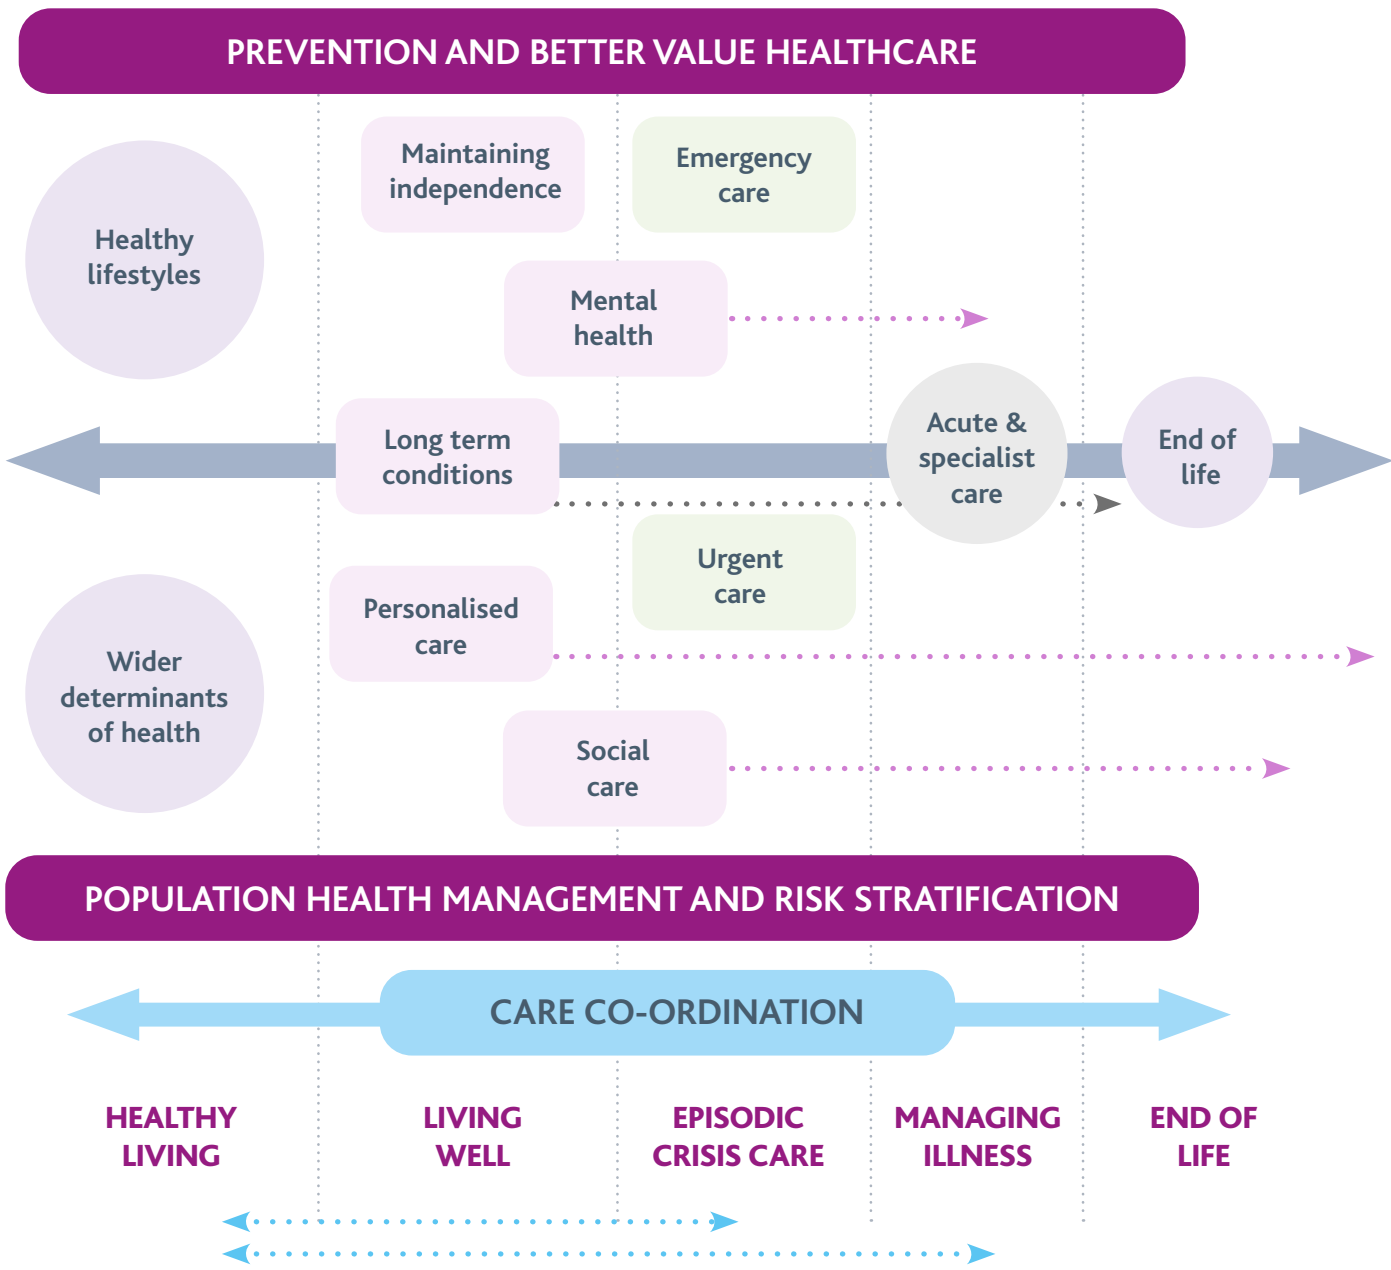 PREVENTION AND BETTER VALUE HEALTHCARE
Healthy
lifestyles
Maintaining
independence
Emergency
care
Mental
health
Long term
conditions
Acute &
specialist
care
End of
life
Urgent
care
Personalised
care
Wider
determinants
of health
Social
care
POPULATION HEALTH MANAGEMENT AND RISK STRATIFICATION
CARE CO-ORDINATION
HEALTHY
LIVING
LIVING
WELL
EPISODIC
CRISIS CARE
MANAGING
ILLNESS
END OF
LIFE